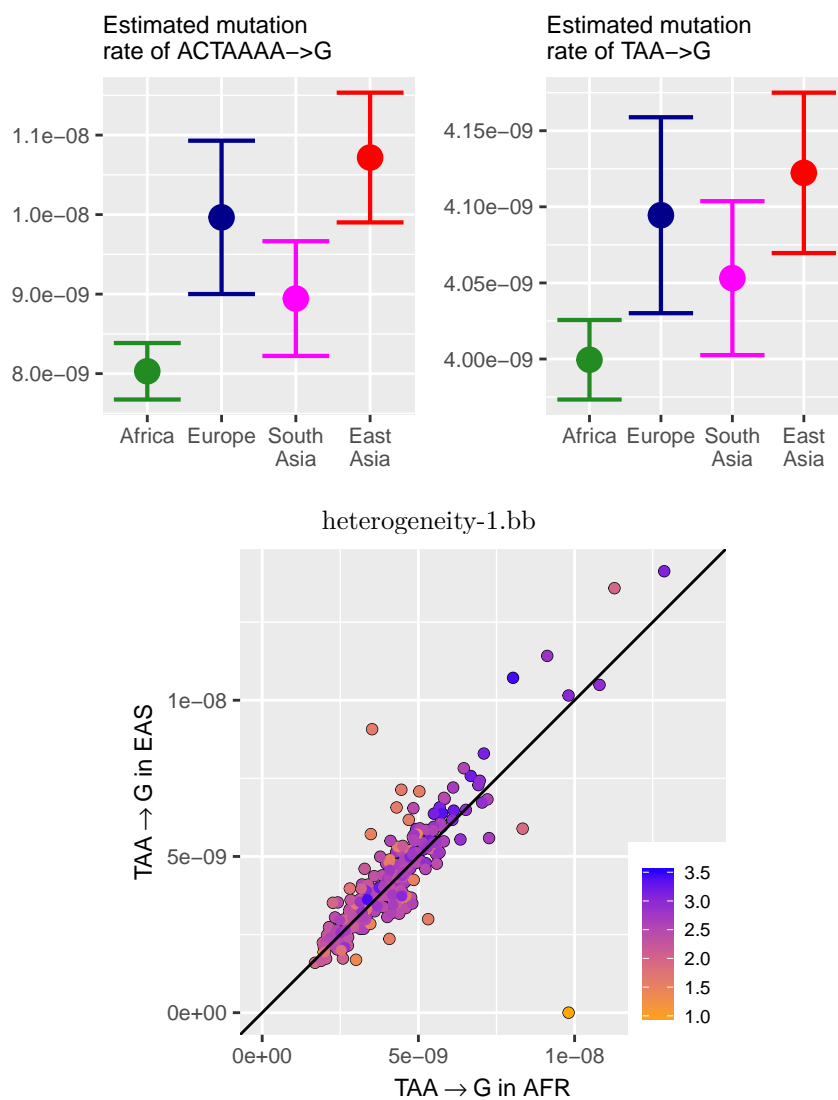 Estimated mutation
rate of ACTAAAA−>G
1.1e−08
1.0e−08
9.0e−09
8.0e−09
Africa
Europe
South
Asia
East
Asia
Estimated mutation
rate of TAA−>G
4.15e−09
4.10e−09
4.05e−09
4.00e−09
Africa
Europe
South
Asia
East
Asia
heterogeneity-1.bb
TAA → G in EAS
1e−08
5e−09
0e+00
0e+00
5e−09
1e−08
TAA → G in AFR
3.5
3.0
2.5
2.0
1.5
1.0